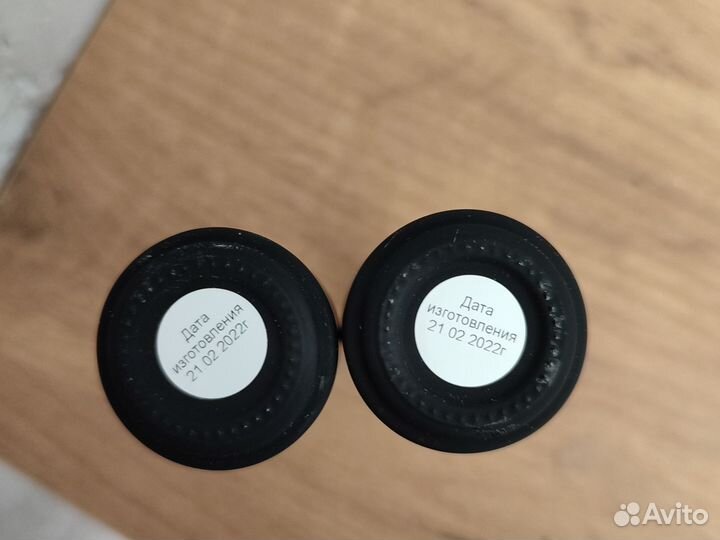 Дата
изготовления
21 02 2022г
Дата
изготовления
21 02 2022г
Avito